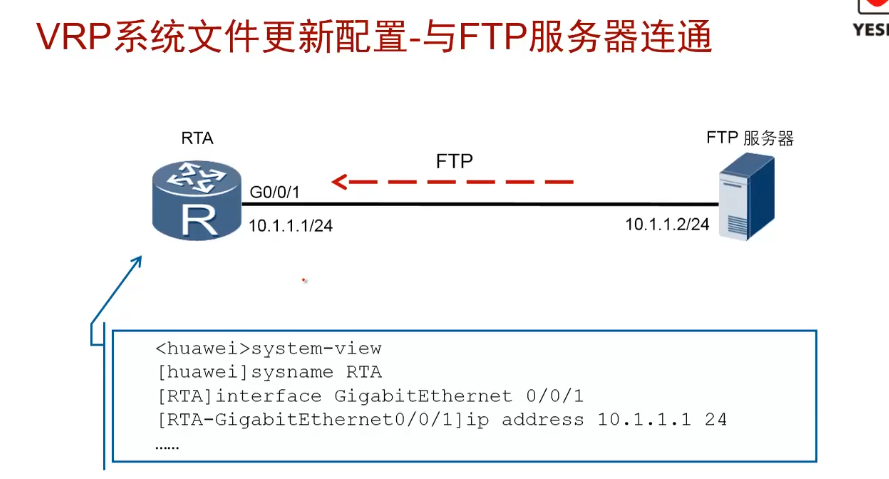 VRP系统文件更新配置-与FTP服务器连通
RTA
FTP 服务器
FTP
G0/0/1
10.1.1.1/24
10.1.1.2/24
R
<huawei>system-view
[huawei]sysname RTA
[RTA]interface GigabitEthernet 0/0/1
[RTA-GigabitEthernet0/0/1]ip address 10.1.1.1 24
……